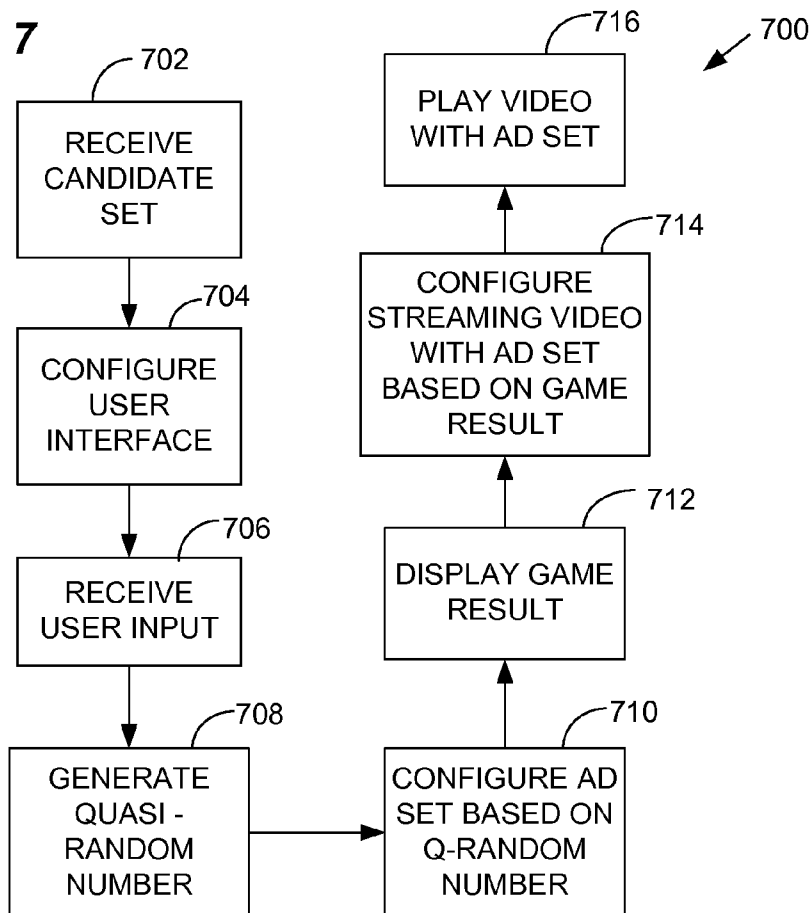 7
700
702
RECEIVE
CANDIDATE
SET
704
CONFIGURE
USER
INTERFACE
706
RECEIVE
USER INPUT
708
GENERATE
QUASI -
RANDOM
NUMBER
710
CONFIGURE AD
SET BASED ON
Q-RANDOM
NUMBER
712
DISPLAY GAME
RESULT
714
CONFIGURE
STREAMING VIDEO
WITH AD SET
BASED ON GAME
RESULT
716
PLAY VIDEO
WITH AD SET